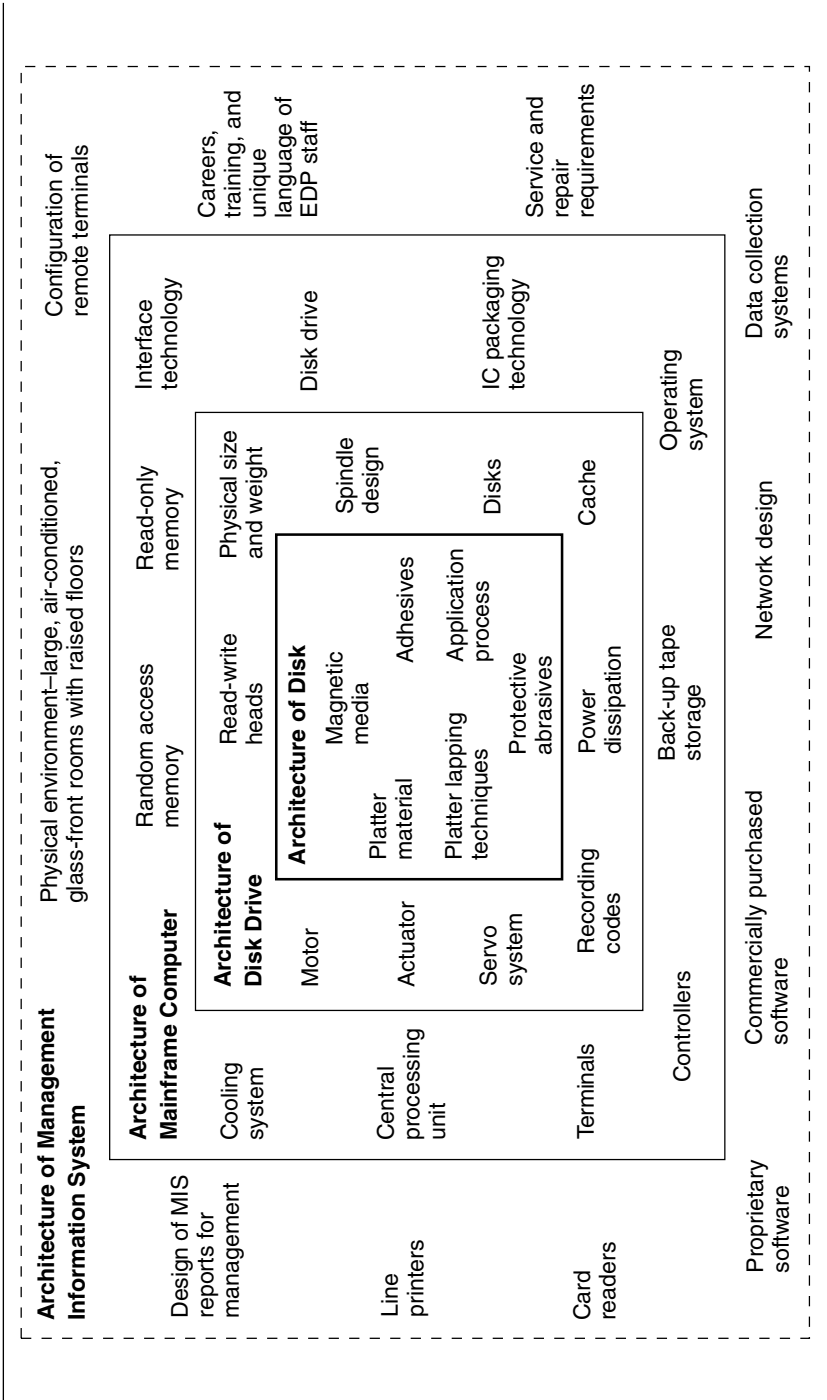 Architecture of Management
Information System
Physical environment–large, air-conditioned,
glass-front rooms with raised floors
Configuration of
remote terminals
Design of MIS
reports for
management
Line
printers
Card
readers
Proprietary
software
Commercially purchased
software
Network design
Data collection
systems
Careers,
training, and
unique
language of
EDP staff
Service and
repair
requirements
Architecture of
Mainframe Computer
Random access
memory
Read-only
memory
Interface
technology
Cooling
system
Central
processing
unit
Terminals
Controllers
Back-up tape
storage
Operating
system
Disk drive
IC packaging
technology
Architecture of
Disk Drive
Read-write
heads
Physical size
and weight
Motor
Actuator
Servo
system
Recording
codes
Power
dissipation
Cache
Spindle
design
Disks
Architecture of Disk
Magnetic
media
Platter
material
Adhesives
Platter lapping
techniques
Application
process
Protective
abrasives